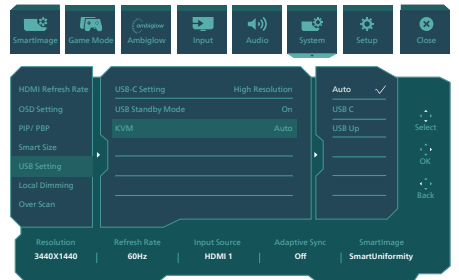 SmartImage
Game Mode
ambiglow
Ambiglow
Input
Audio
System
Setup
Close
HDMI Refresh Rate
OSD Setting
PIP/ PBP
Smart Size
USB Setting
Local Dimming
Over Scan
USB-C Setting High Resolution
USB Standby Mode On
KVM Auto
Auto
USB C
USB Up
Select
OK
Back
Resolution Refresh Rate Input Source Adaptive Sync SmartImage
3440X1440 | 60Hz | HDMI 1 | Off | SmartUniformity